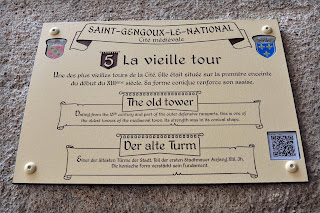 SAINT-GENGOUX-LE-NATIONAL
Cité médiévale
5 La vieille tour
Une des plus vieilles tours de la Cité. Elle était située sur la première enceinte
du début du XIIIème siècle. Sa forme conique renforce son assise.
The old tower
Dating from the 13th century and part of the outer defensive ramparts, this is one of
the oldest towers of the mediaeval town. Its strength was in its conical shape.
Der alte Turm
Einer der ältesten Türme der Stadt. Teil der ersten Stadtmauer Anfang XIII. Jh.
Die konische Form verstärkt sein Fundament.